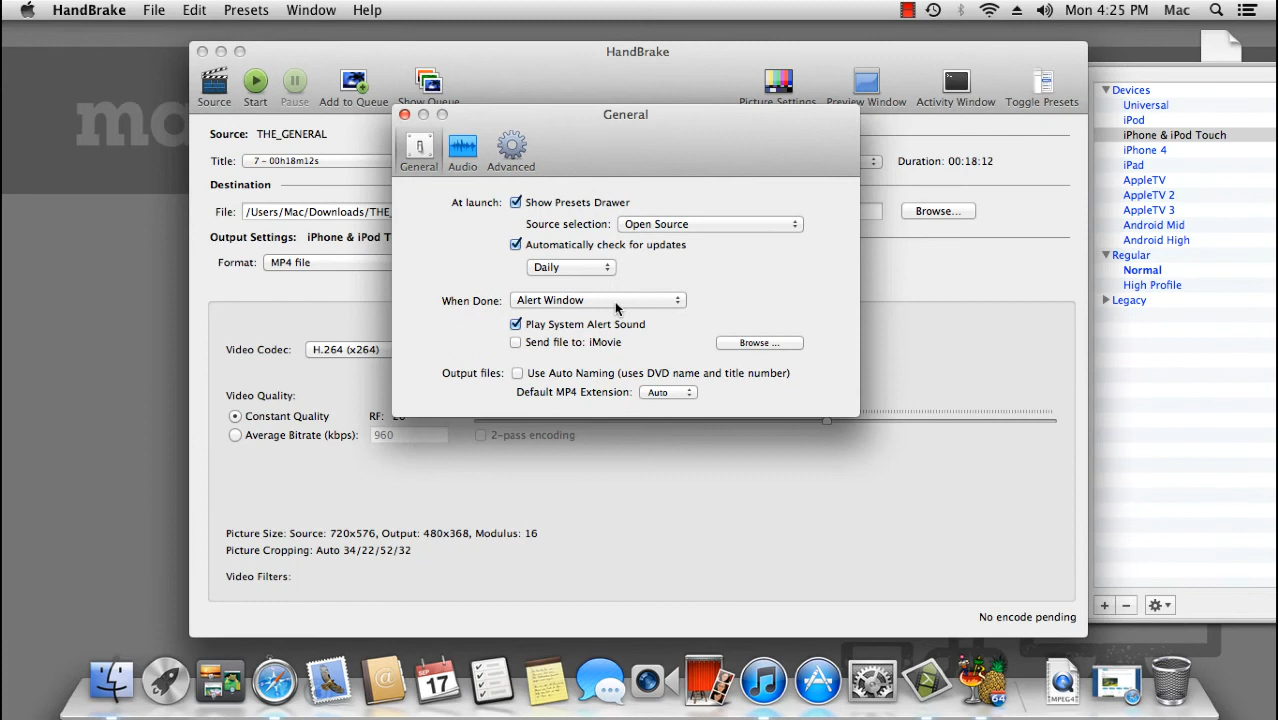 HandBrake File Edit Presets Window Help Mon 4:25 PM Mac
HandBrake
Source Start Pause Add to Queue Show Queue Picture Settings Preview Window Activity Window Toggle Presets
ma
Source: THE_GENERAL
Title: 7 - 00h18m12s Duration: 00:18:12
Destination
File: /Users/Mac/Downloads/THE_ Browse...
Output Settings: iPhone & iPod T
Format: MP4 file
Video Codec: H.264 (x264)
Video Quality:
Constant Quality RF:
Average Bitrate (kbps): 960 2-pass encoding
Picture Size: Source: 720x576, Output: 480x368, Modulus: 16
Picture Cropping: Auto 34/22/52/32
Video Filters:
No encode pending
General
General Audio Advanced
At launch: Show Presets Drawer
Source selection: Open Source
Automatically check for updates
Daily
When Done: Alert Window
Play System Alert Sound
Send file to: iMovie Browse ...
Output files: Use Auto Naming (uses DVD name and title number)
Default MP4 Extension: Auto
Devices
Universal
iPod
iPhone & iPod Touch
iPhone 4
iPad
AppleTV
AppleTV 2
AppleTV 3
Android Mid
Android High
Regular
Normal
High Profile
Legacy
SEP
17
MPEG4
64